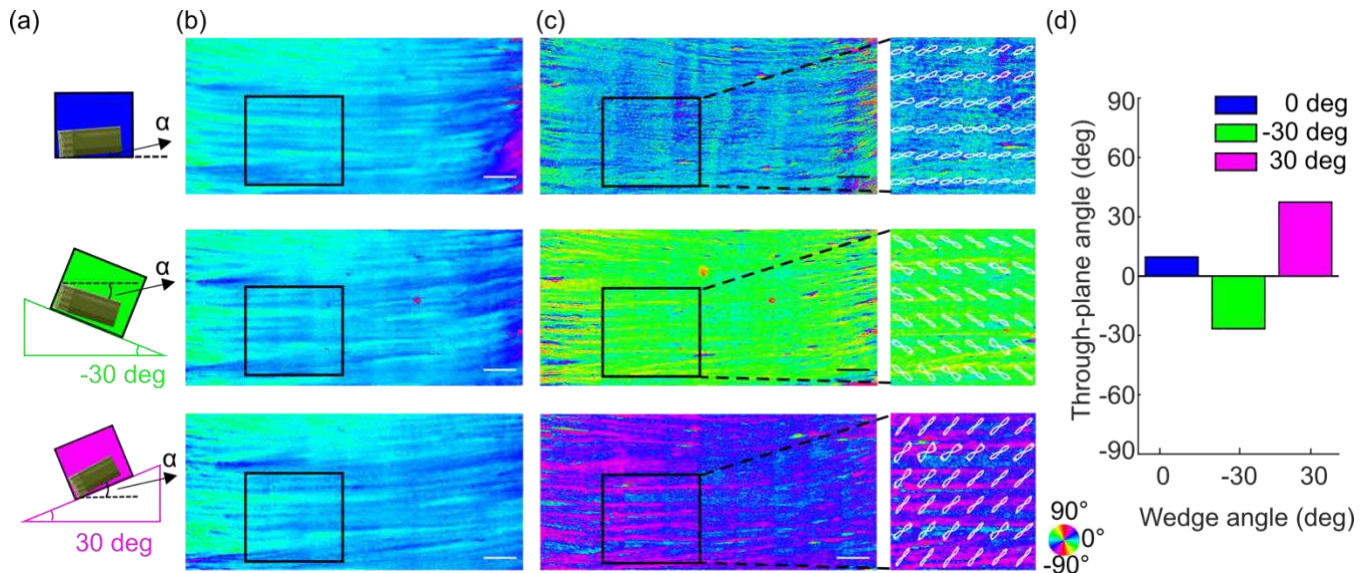 (a)
(b)
(c)
(d)
α
α
-30 deg
α
30 deg
90°
0°
-90°
0 deg
-30 deg
30 deg
Through-plane angle (deg)
90
60
30
0
-30
-60
-90
0
-30
30
Wedge angle (deg)